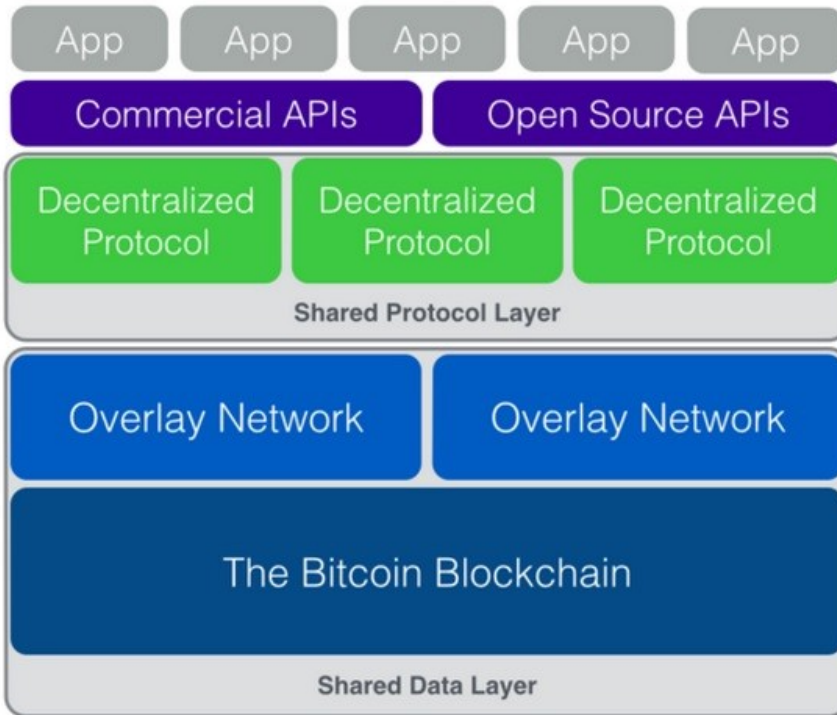 App App App App App
Commercial APIs Open Source APIs
Decentralized Decentralized Decentralized
Protocol Protocol Protocol
Shared Protocol Layer
Overlay Network Overlay Network
The Bitcoin Blockchain
Shared Data Layer